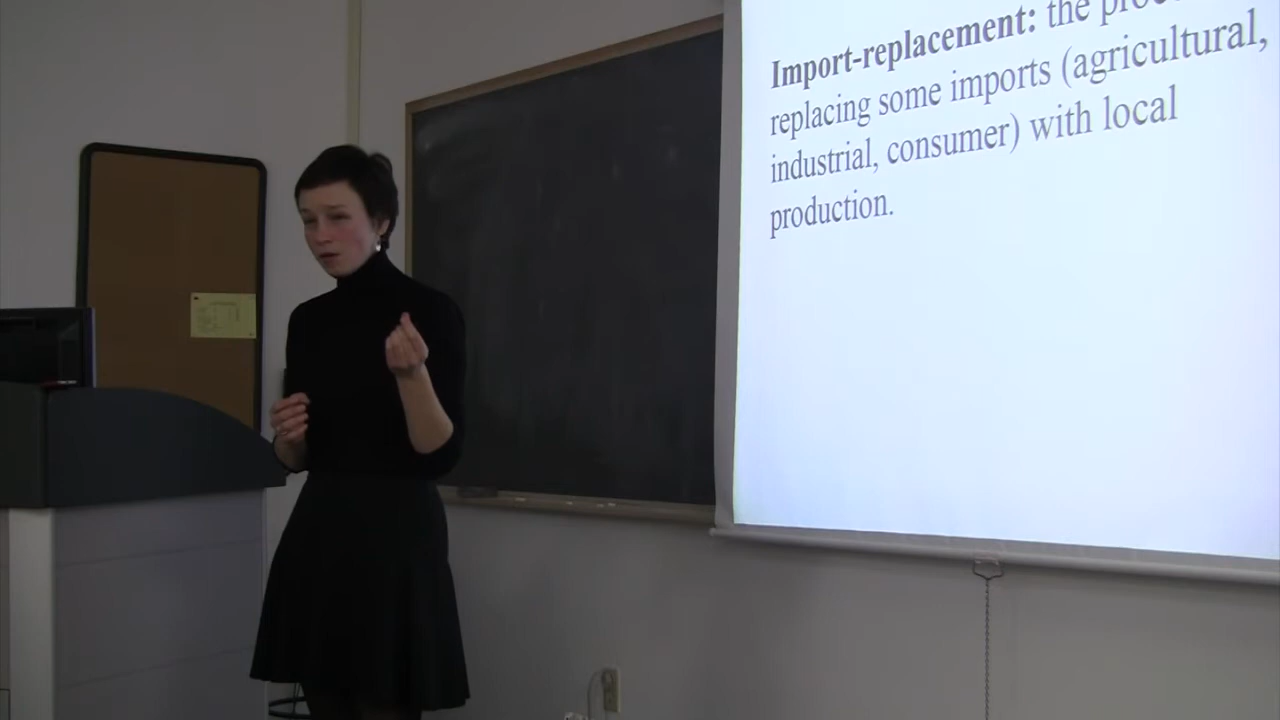 Import-replacement: the
replacing some imports (agricultural,
industrial, consumer) with local
production.